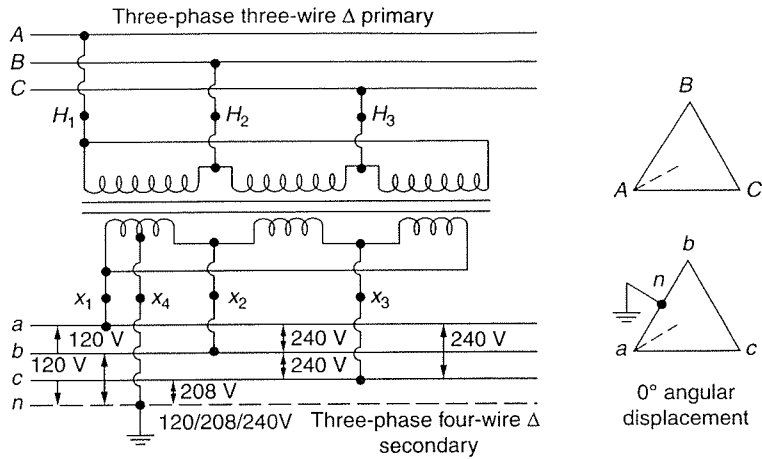 Three-phase three-wire Δ primary
A
B
C
H1
H2
H3
B
A
C
x1
x4
x2
x3
b
n
a
c
a
120 V
240 V
240 V
b
120 V
240 V
c
208 V
n
120/208/240V
Three-phase four-wire Δ
secondary
0° angular
displacement